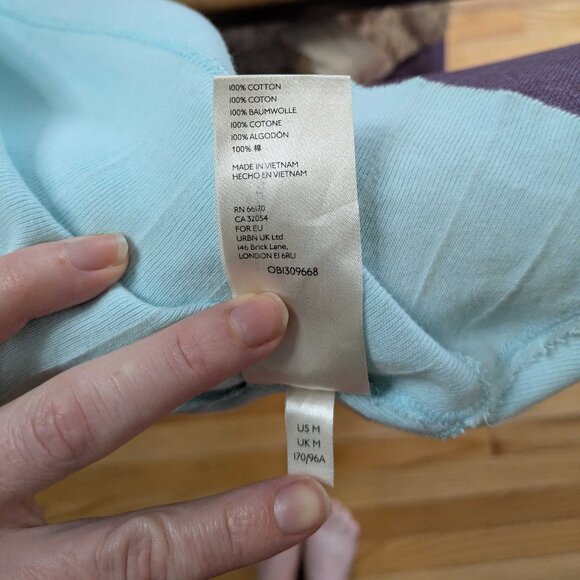 100% COTTON
100% COTON
100% BAUMWOLLE
100% COTONE
100% ALGODÓN
100% 棉
MADE IN VIETNAM
HECHO EN VIETNAM
RN 66170
CA 32054
FOR EU
URBN UK Ltd.
146 Brick Lane,
LONDON E1 6RU
OB1309668
US M
UK M
170/96A